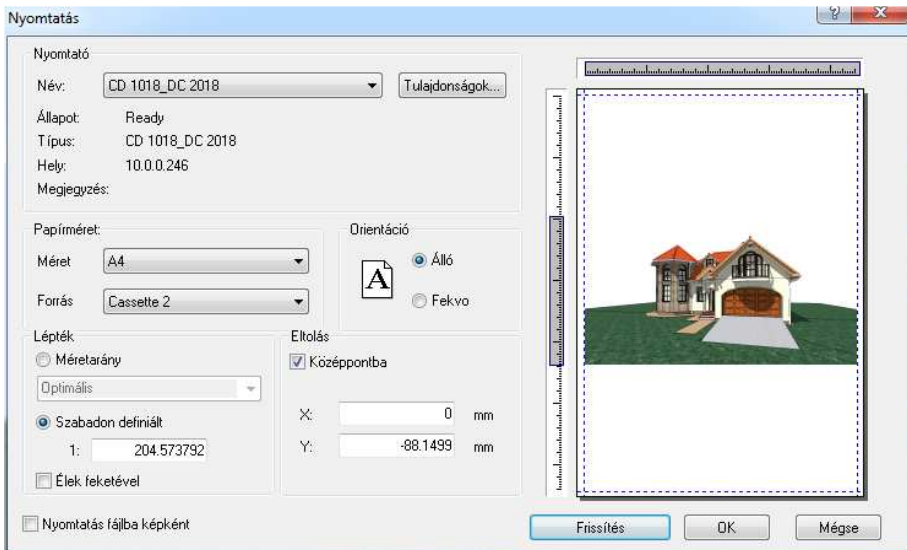 Nyomtatás
Nyomtató
Név: CD 1018_DC 2018 Tulajdonságok...
Állapot: Ready
Típus: CD 1018_DC 2018
Hely: 10.0.0.246
Megjegyzés:
Papírméret:
Méret A4
Forrás Cassette 2
Orientáció
A
Álló
Fekvo
Lépték
Méretarány
Optimális
Szabadon definiált
1: 204.573792
Élek feketével
Eltolás
Középpontba
X: 0 mm
Y: -88.1499 mm
Nyomtatás fájlba képként
Frissítés OK Mégse